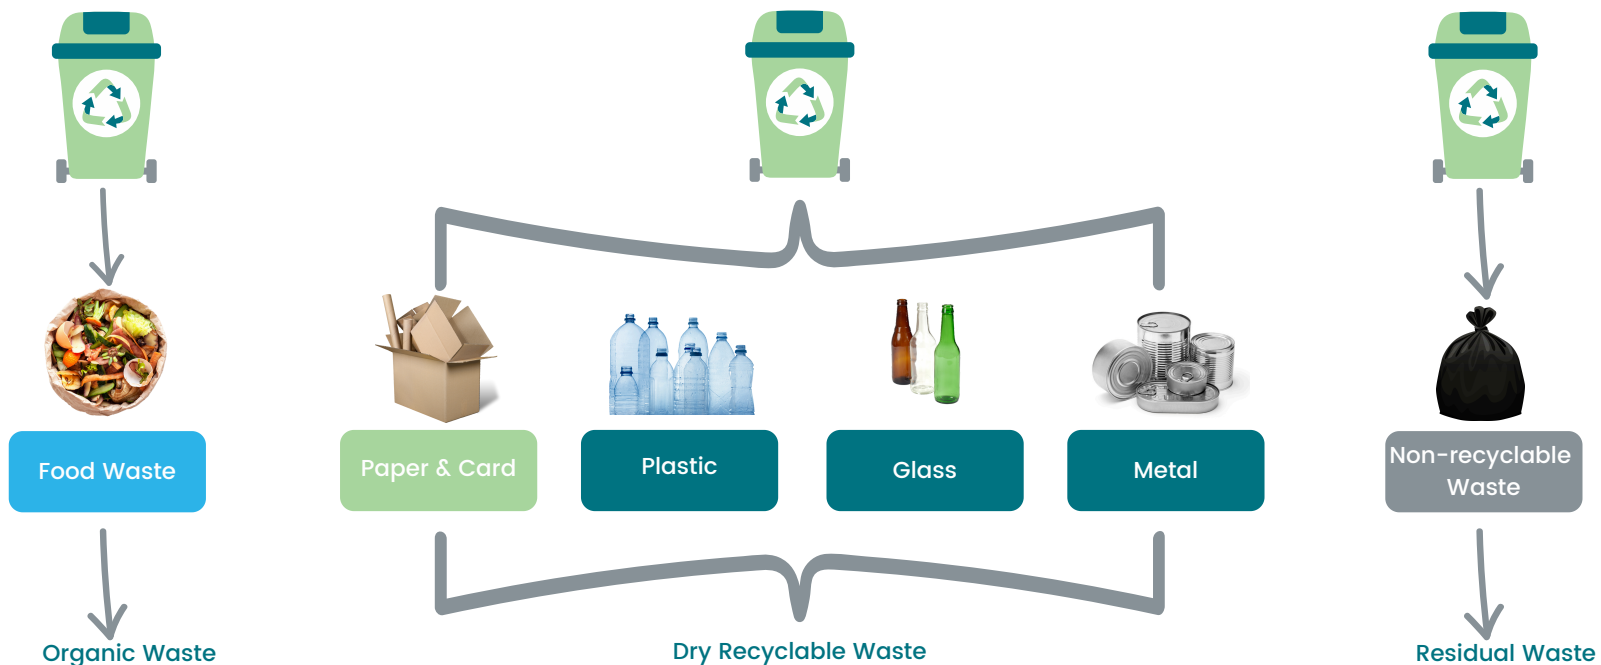 Food Waste
Paper & Card
Plastic
Glass
Metal
Non-recyclable
Waste
Organic Waste
Dry Recyclable Waste
Residual Waste